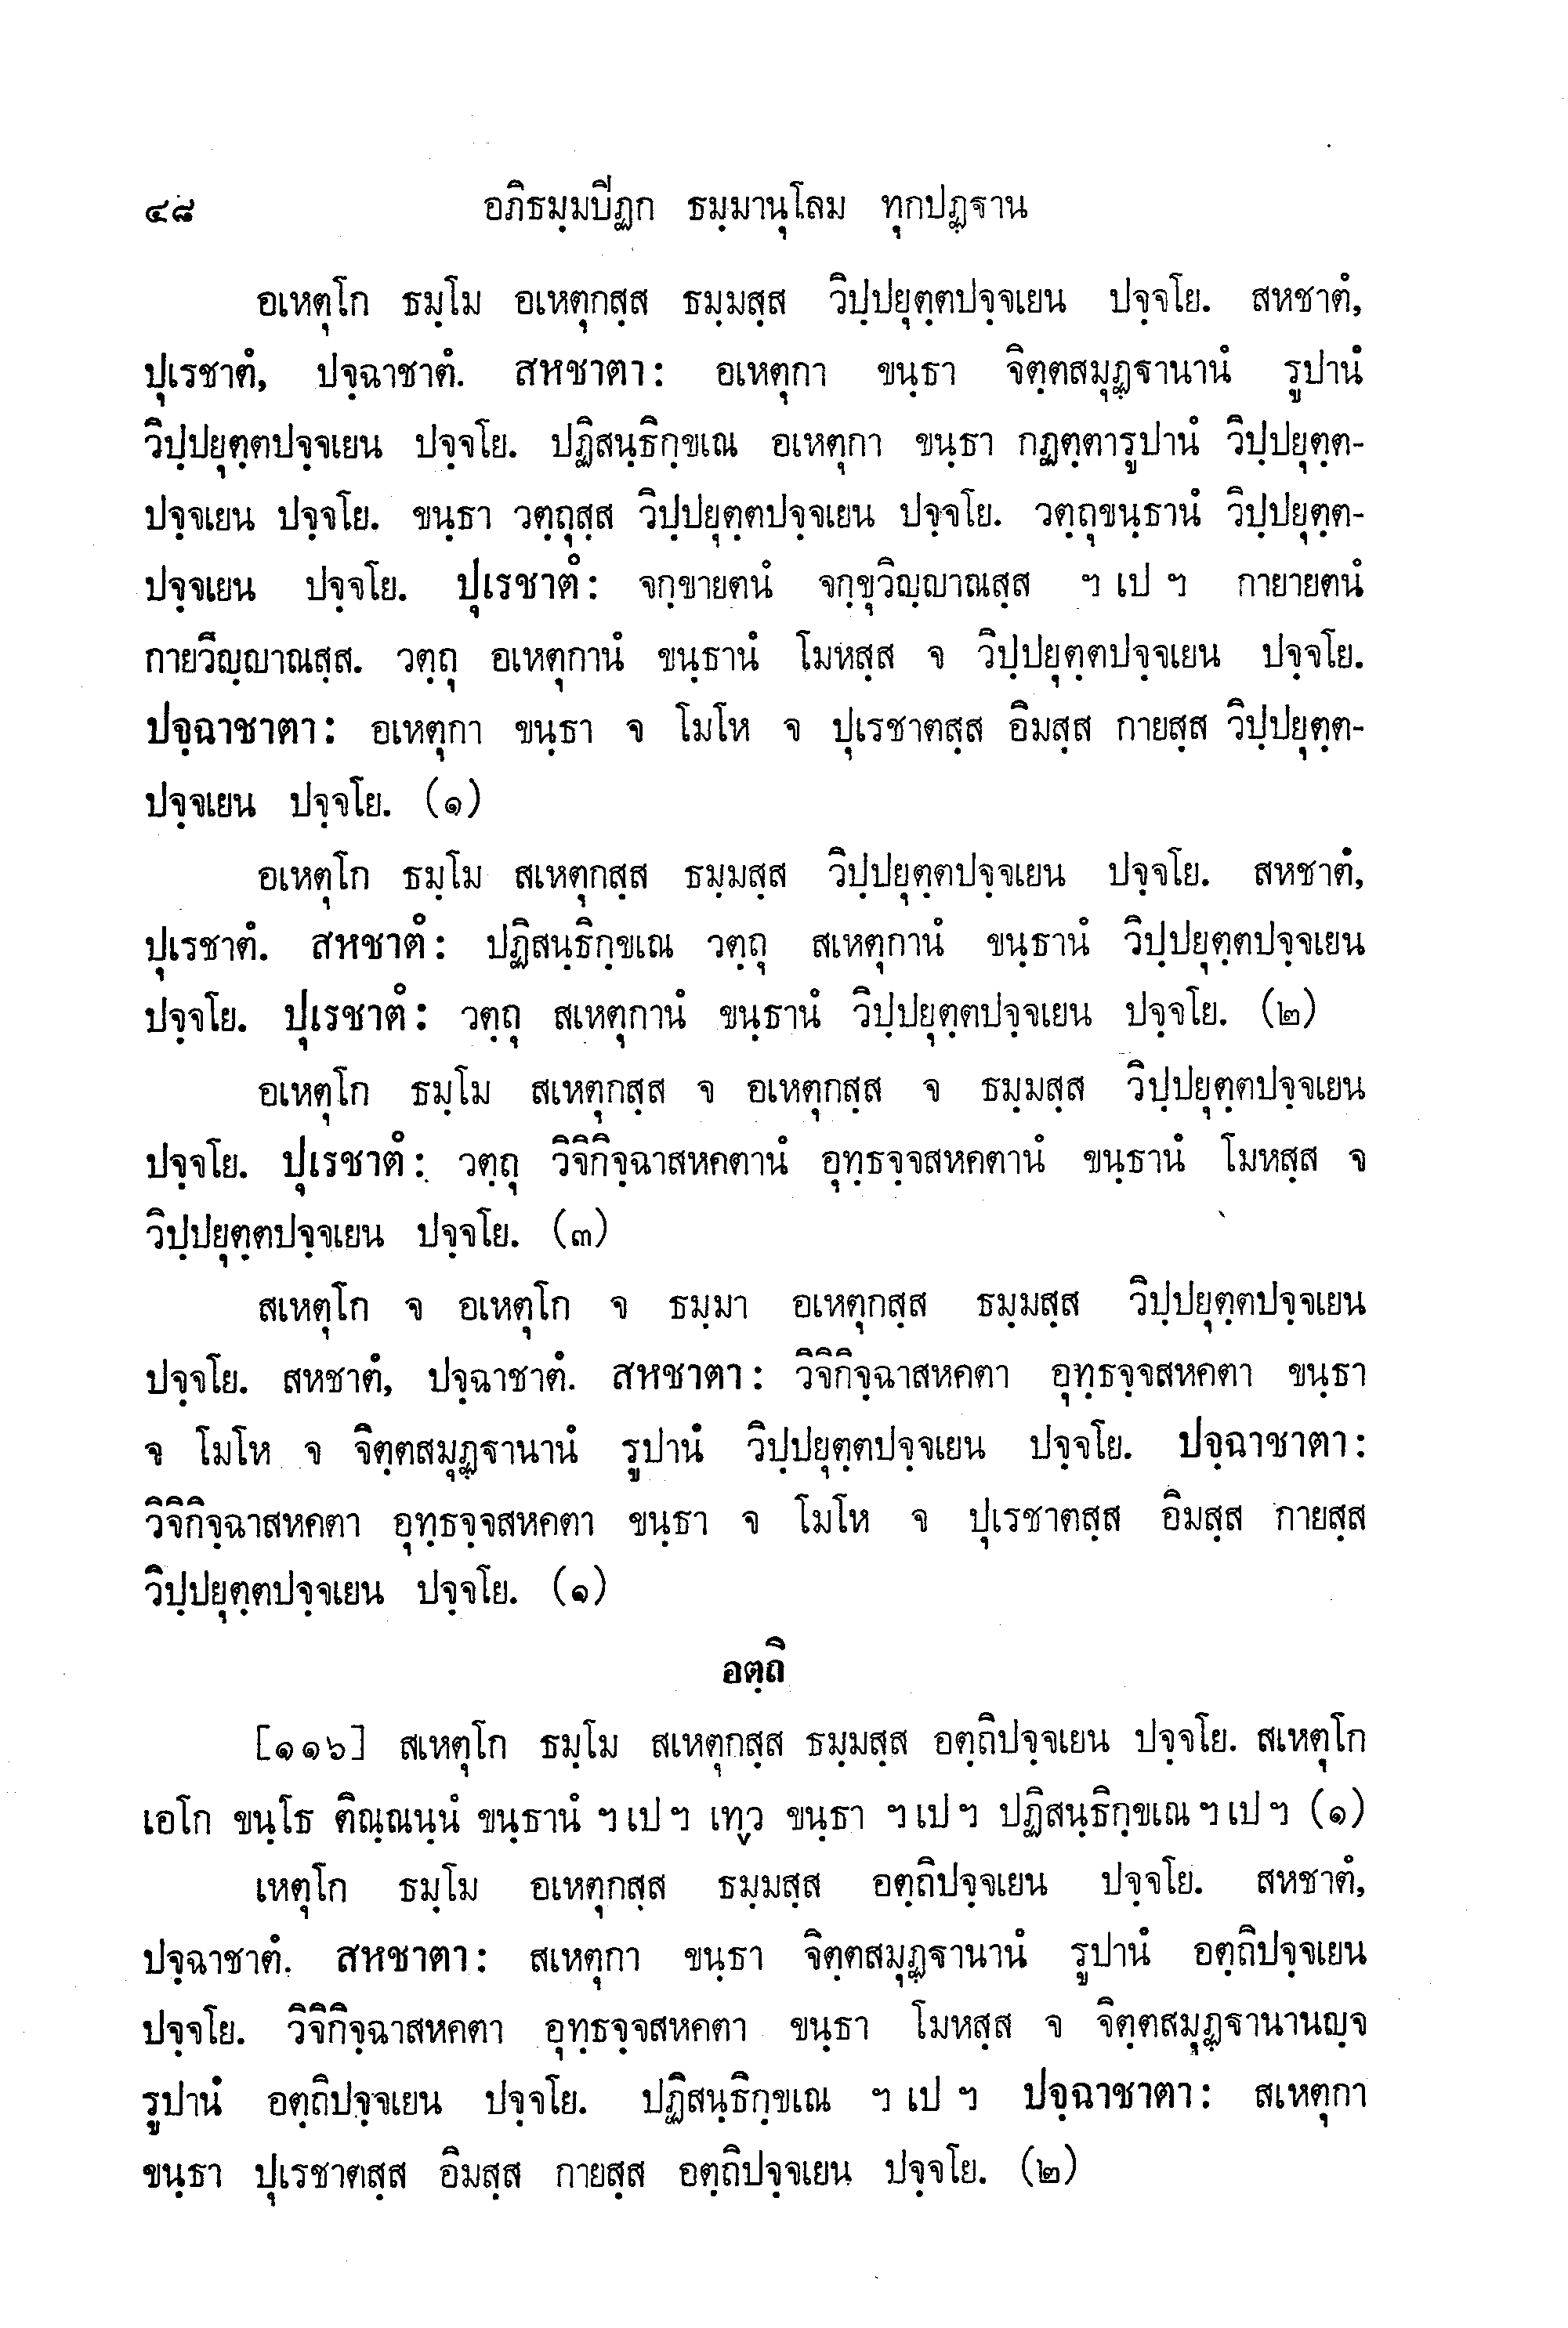 ๔๘ อภิธมฺมปีฏก ธมฺมานุโลม ทุกปฏฺฐาน
อเหตุโก ธมฺโม อเหตุกสฺส ธมฺมสฺส วิปฺปยุตฺตปจฺจเยน ปจฺจโย. สหชาตํ,
ปุเรชาตํ, ปจฺฉาชาตํ. สหชาตา: อเหตุกา ขนฺธา จิตฺตสมุฏฺฐานานํ รูปานํ
วิปฺปยุตฺตปจฺจเยน ปจฺจโย. ปฏิสนฺธิกฺขเณ อเหตุกา ขนฺธา กฏตฺตารูปานํ วิปฺปยุตฺต-
ปจฺจเยน ปจฺจโย. ขนฺธา วตฺถุสฺส วิปฺปยุตฺตปจฺจเยน ปจฺจโย. วตฺถุขนฺธานํ วิปฺปยุตฺต-
ปจฺจเยน ปจฺจโย. ปุเรชาตํ: จกฺขายตนํ จกฺขุวิญฺญาณสฺส ฯ เป ฯ กายายตนํ
กายวิญฺญาณสฺส. วตฺถุ อเหตุกานํ ขนฺธานํ โมหสฺส จ วิปฺปยุตฺตปจฺจเยน ปจฺจโย.
ปจฺฉาชาตา: อเหตุกา ขนฺธา จ โมโห จ ปุเรชาตสฺส อิมสฺส กายสฺส วิปฺปยุตฺต-
ปจฺจเยน ปจฺจโย. (๑)
อเหตุโก ธมฺโม สเหตุกสฺส ธมฺมสฺส วิปฺปยุตฺตปจฺจเยน ปจฺจโย. สหชาตํ,
ปุเรชาตํ. สหชาตํ: ปฏิสนฺธิกฺขเณ วตฺถุ สเหตุกานํ ขนฺธานํ วิปฺปยุตฺตปจฺจเยน
ปจฺจโย. ปุเรชาตํ: วตฺถุ สเหตุกานํ ขนฺธานํ วิปฺปยุตฺตปจฺจเยน ปจฺจโย. (๒)
อเหตุโก ธมฺโม สเหตุกสฺส จ อเหตุกสฺส จ ธมฺมสฺส วิปฺปยุตฺตปจฺจเยน
ปจฺจโย. ปุเรชาตํ: วตฺถุ วิจิกิจฺฉาสหคตานํ อุทฺธจฺจสหคตานํ ขนฺธานํ โมหสฺส จ
วิปฺปยุตฺตปจฺจเยน ปจฺจโย. (๓)
สเหตุโก จ อเหตุโก จ ธมฺมา อเหตุกสฺส ธมฺมสฺส วิปฺปยุตฺตปจฺจเยน
ปจฺจโย. สหชาตํ, ปจฺฉาชาตํ. สหชาตา: วิจิกิจฺฉาสหคตา อุทฺธจฺจสหคตา ขนฺธา
จ โมโห จ จิตฺตสมุฏฺฐานานํ รูปานํ วิปฺปยุตฺตปจฺจเยน ปจฺจโย. ปจฺฉาชาตา:
วิจิกิจฺฉาสหคตา อุทฺธจฺจสหคตา ขนฺธา จ โมโห จ ปุเรชาตสฺส อิมสฺส กายสฺส
วิปฺปยุตฺตปจฺจเยน ปจฺจโย. (๑)
อตฺถิ
[๑๑๖] สเหตุโก ธมฺโม สเหตุกสฺส ธมฺมสฺส อตฺถิปจฺจเยน ปจฺจโย. สเหตุโก
เอโก ขนฺโธ ติณฺณนฺนํ ขนฺธานํ ฯ เป ฯ เทฺว ขนฺธา ฯ เป ฯ ปฏิสนฺธิกฺขเณ ฯ เป ฯ (๑)
เหตุโก ธมฺโม อเหตุกสฺส ธมฺมสฺส อตฺถิปจฺจเยน ปจฺจโย. สหชาตํ,
ปจฺฉาชาตํ. สหชาตา: สเหตุกา ขนฺธา จิตฺตสมุฏฺฐานานํ รูปานํ อตฺถิปจฺจเยน
ปจฺจโย. วิจิกิจฺฉาสหคตา อุทฺธจฺจสหคตา ขนฺธา โมหสฺส จ จิตฺตสมุฏฺฐานานญฺจ
รูปานํ อตฺถิปจฺจเยน ปจฺจโย. ปฏิสนฺธิกฺขเณ ฯ เป ฯ ปจฺฉาชาตา: สเหตุกา
ขนฺธา ปุเรชาตสฺส อิมสฺส กายสฺส อตฺถิปจฺจเยน ปจฺจโย. (๒)